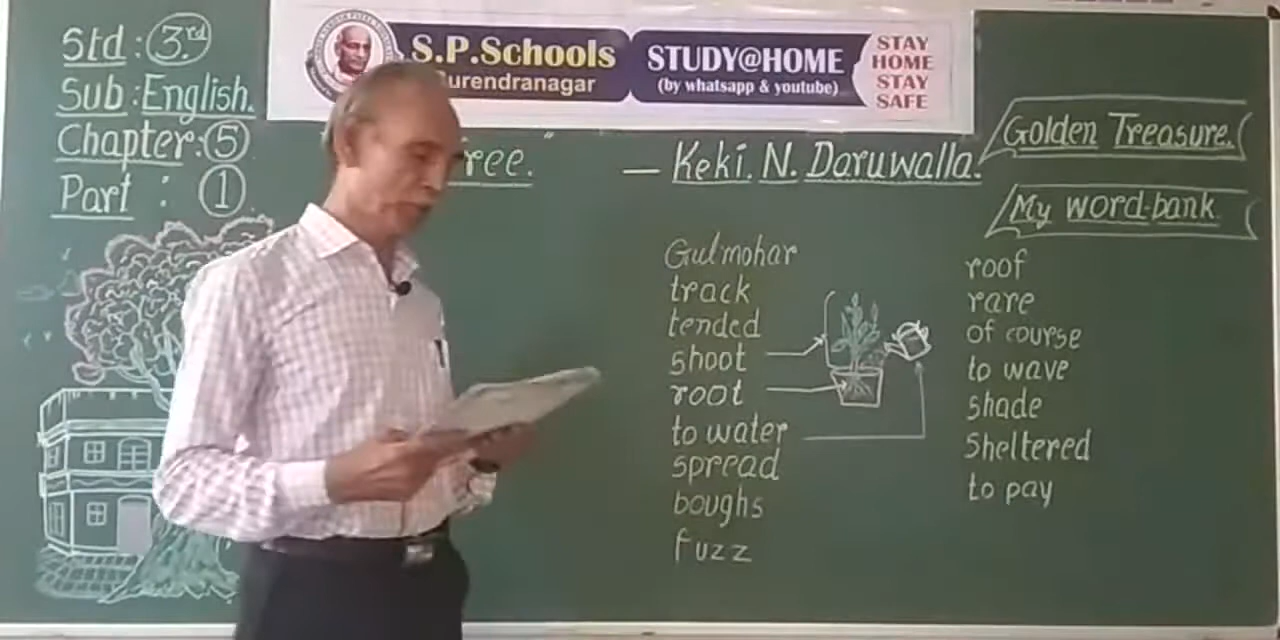 Std : 3rd
Sub : English.
Chapter : 5
Part : 1
S.P.Schools
urendranagar
STUDY@HOME
(by whatsapp & youtube)
STAY
HOME
STAY
SAFE
ree." — Keki. N. Daruwalla.
Golden Treasure.
My word-bank
Gulmohar
track
tended
shoot
root
to water
spread
boughs
fuzz
roof
rare
of course
to wave
shade
Sheltered
to pay